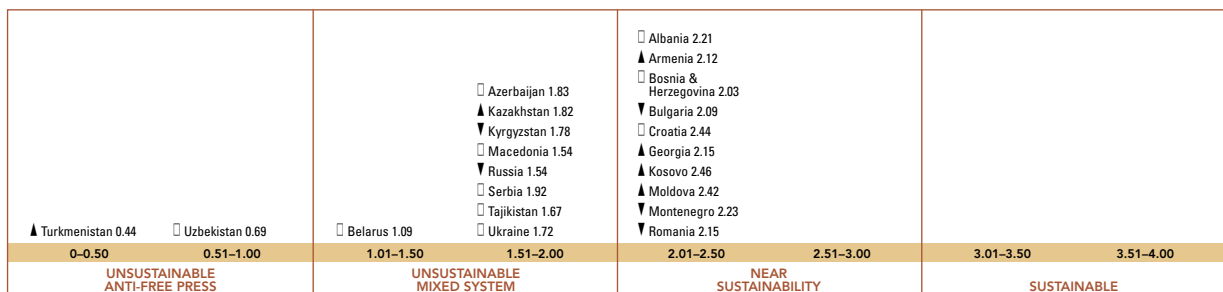 ▲ Turkmenistan 0.44
□ Uzbekistan 0.69
□ Belarus 1.09
□ Azerbaijan 1.83
▲ Kazakhstan 1.82
▼ Kyrgyzstan 1.78
□ Macedonia 1.54
▼ Russia 1.54
□ Serbia 1.92
□ Tajikistan 1.67
□ Ukraine 1.72
□ Albania 2.21
▲ Armenia 2.12
□ Bosnia &
Herzegovina 2.03
▼ Bulgaria 2.09
□ Croatia 2.44
▲ Georgia 2.15
▲ Kosovo 2.46
▲ Moldova 2.42
▼ Montenegro 2.23
▼ Romania 2.15
0–0.50 0.51–1.00 1.01–1.50 1.51–2.00 2.01–2.50 2.51–3.00 3.01–3.50 3.51–4.00
UNSUSTAINABLE
ANTI-FREE PRESS
UNSUSTAINABLE
MIXED SYSTEM
NEAR
SUSTAINABILITY
SUSTAINABLE